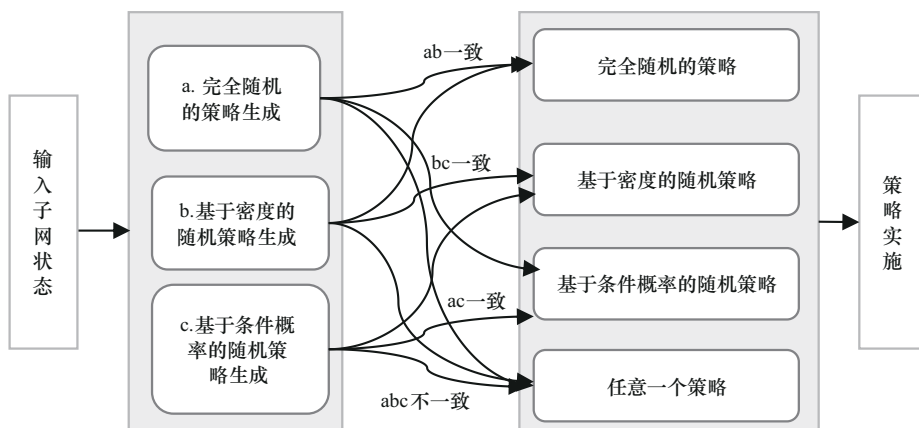 输入子网状态
a. 完全随机
的策略生成
b.基于密度的
随机策略生成
c.基于条件概
率的随机策
略生成
ab一致
bc一致
ac一致
abc不一致
完全随机的策略
基于密度的随机策略
基于条件概率的随机策略
任意一个策略
策略实施